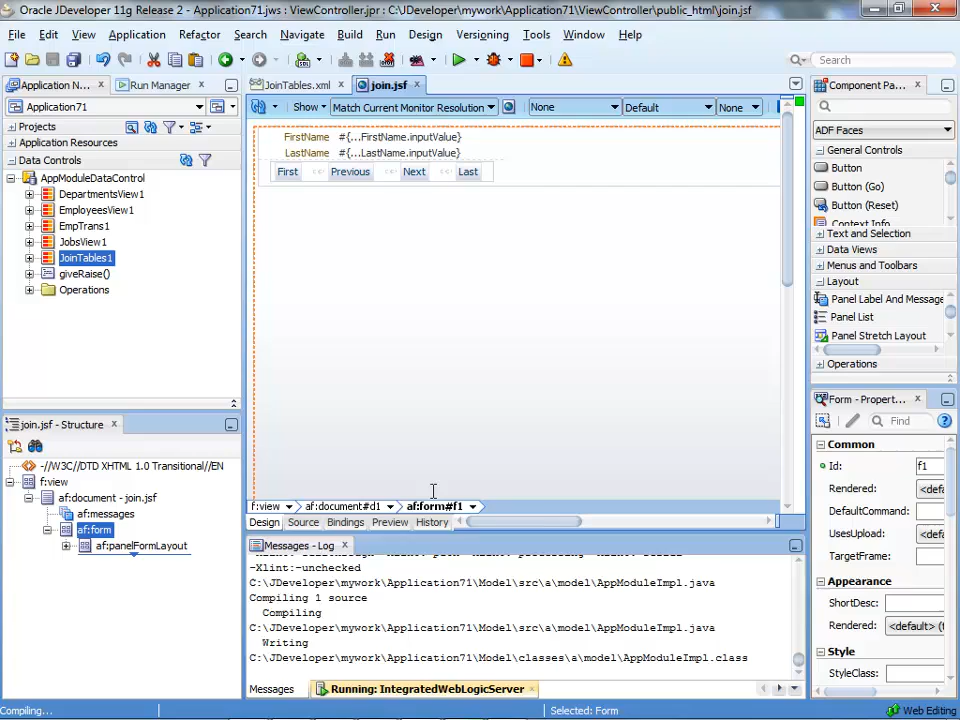 Oracle JDeveloper 11g Release 2 - Application71.jws : ViewController.jpr : C:\JDeveloper\mywork\Application71\ViewController\public_html\join.jsf
File Edit View Application Refactor Search Navigate Build Run Design Versioning Tools Window Help
Search
Application N... Run Manager
JoinTables.xml join.jsf
Component Pa...
Application71
Show Match Current Monitor Resolution None Default None
Projects
Application Resources
Data Controls
AppModuleDataControl
DepartmentsView1
EmployeesView1
EmpTrans1
JobsView1
JoinTables1
giveRaise()
Operations
FirstName #{...FirstName.inputValue}
LastName #{...LastName.inputValue}
First Previous Next Last
ADF Faces
General Controls
Button
Button (Go)
Button (Reset)
Context Info
Text and Selection
Data Views
Menus and Toolbars
Layout
Panel Label And Message
Panel List
Panel Stretch Layout
Operations
join.jsf - Structure
-//W3C//DTD XHTML 1.0 Transitional//EN
f:view
af:document - join.jsf
af:messages
af:form
af:panelFormLayout
f:view af:document#d1 af:form#f1
Design Source Bindings Preview History
Messages - Log
-Xlint:-unchecked
C:\JDeveloper\mywork\Application71\Model\src\a\model\AppModuleImpl.java
Compiling 1 source
Compiling
C:\JDeveloper\mywork\Application71\Model\src\a\model\AppModuleImpl.java
Writing
C:\JDeveloper\mywork\Application71\Model\classes\a\model\AppModuleImpl.class
Messages Running: IntegratedWebLogicServer
Form - Propert...
Find
Common
Id: f1
Rendered: <defa
DefaultCommand:
UsesUpload: <defa
TargetFrame:
Appearance
ShortDesc:
Rendered: <default> (t
Style
StyleClass:
Compiling... Selected: Form Web Editing